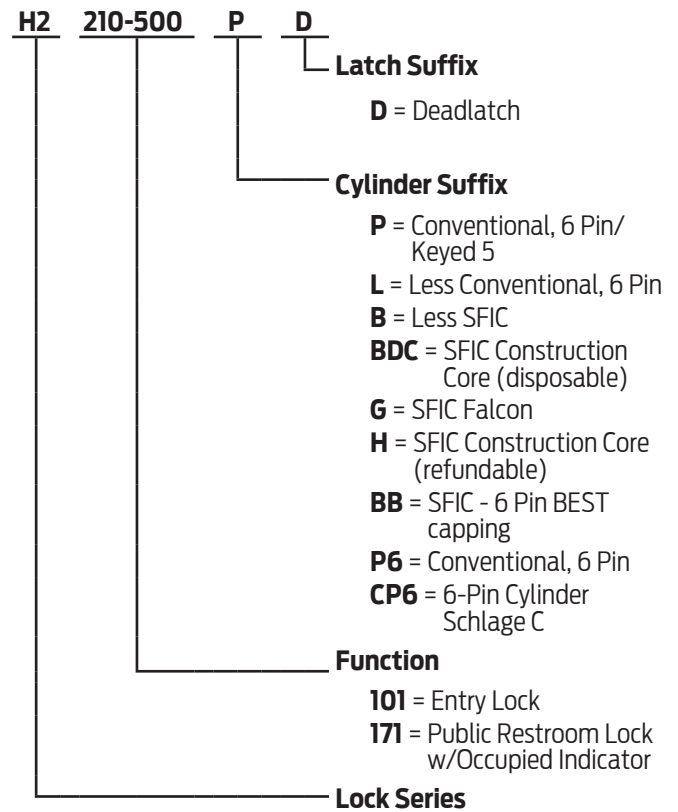 H2 210-500 P D
Latch Suffix
D = Deadlatch
Cylinder Suffix
P = Conventional, 6 Pin/
Keyed 5
L = Less Conventional, 6 Pin
B = Less SFIC
BDC = SFIC Construction
Core (disposable)
G = SFIC Falcon
H = SFIC Construction Core
(refundable)
BB = SFIC - 6 Pin BEST
capping
P6 = Conventional, 6 Pin
CP6 = 6-Pin Cylinder
Schlage C
Function
101 = Entry Lock
171 = Public Restroom Lock
w/Occupied Indicator
Lock Series